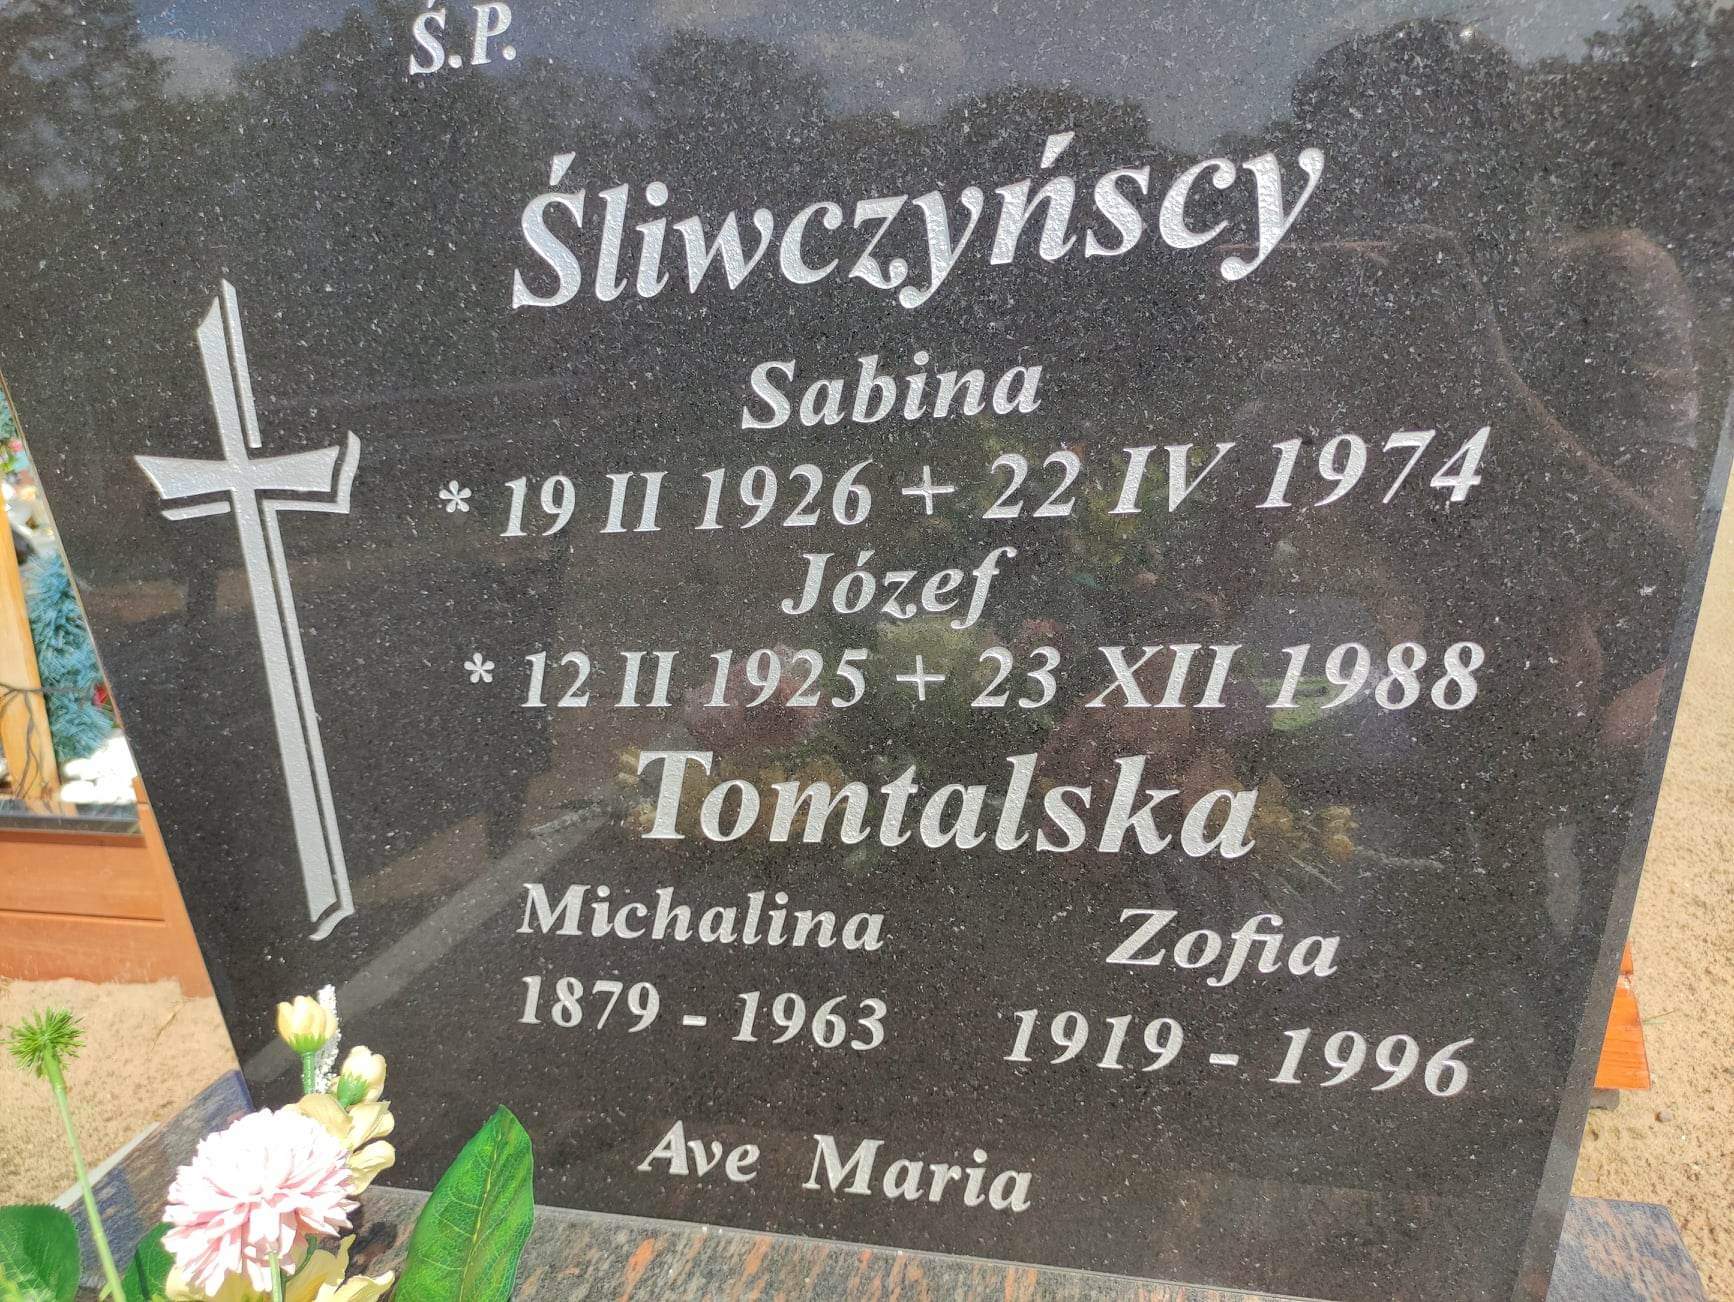 Ś.P.
Śliwczyńscy
Sabina
* 19 II 1926 + 22 IV 1974
Józef
* 12 II 1925 + 23 XII 1988
Tomtalska
Michalina Zofia
1879 - 1963 1919 - 1996
Ave Maria